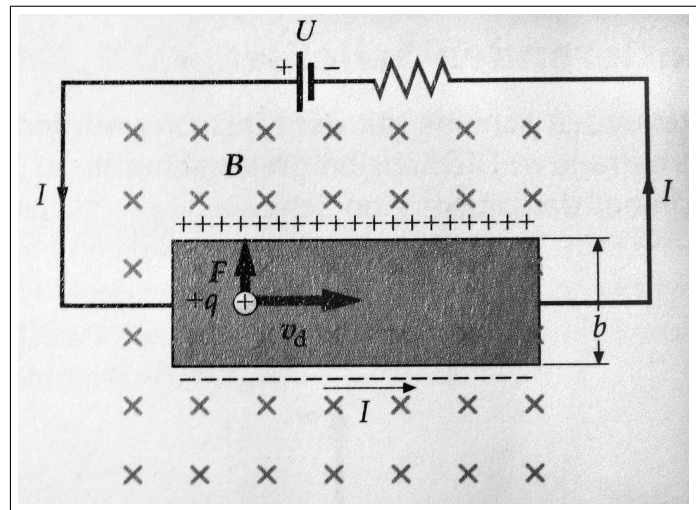 U
+
B
I I
+ + + + + + + + + + + + + + + + + +
F
+q + b
v_d
– – – – – – – – – – – – – – – – – –
I